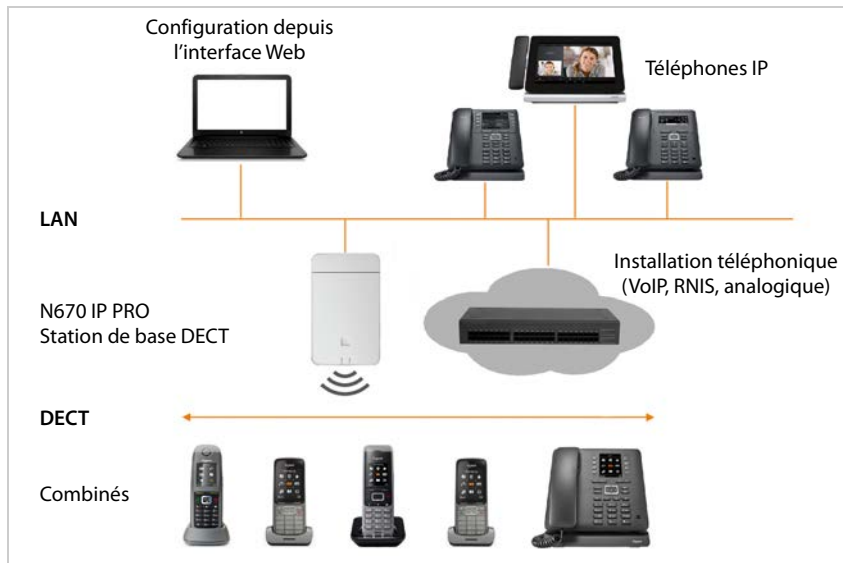 Configuration depuis
l'interface Web
Téléphones IP
LAN
Installation téléphonique
(VoIP, RNIS, analogique)
N670 IP PRO
Station de base DECT
DECT
Combinés